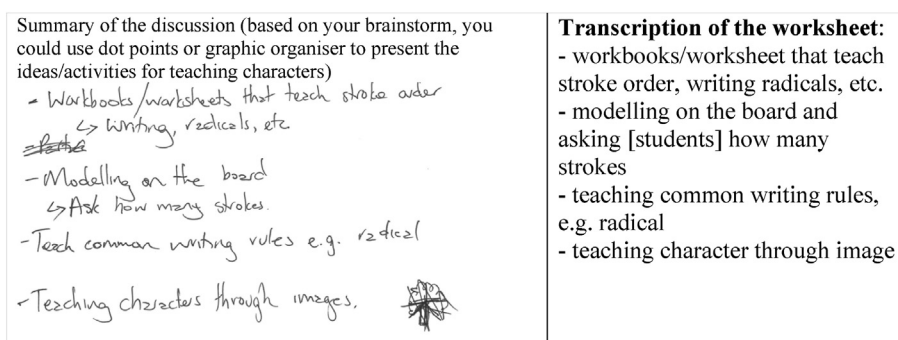 Summary of the discussion (based on your brainstorm, you
could use dot points or graphic organiser to present the
ideas/activities for teaching characters)
- Workbooks/worksheets that teach stroke order
↳ Writing, radicals, etc
- Modelling on the board
↳ Ask how many strokes.
- Teach common writing rules e.g. radical
- Teaching characters through images.
Transcription of the worksheet:
- workbooks/worksheet that teach
stroke order, writing radicals, etc.
- modelling on the board and
asking [students] how many
strokes
- teaching common writing rules,
e.g. radical
- teaching character through image